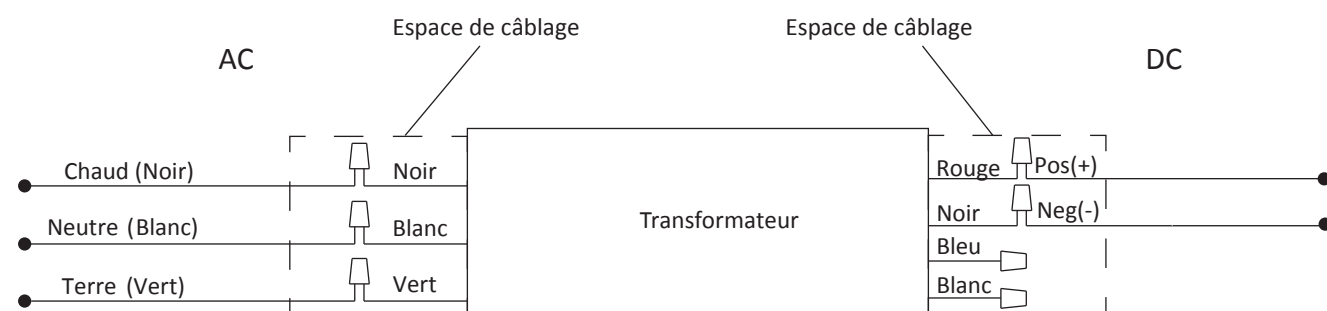 Espace de câblage
Espace de câblage
AC
DC
Chaud (Noir)
Noir
Rouge
Pos(+)
Neutre (Blanc)
Blanc
Transformateur
Noir
Neg(-)
Bleu
Terre (Vert)
Vert
Blanc